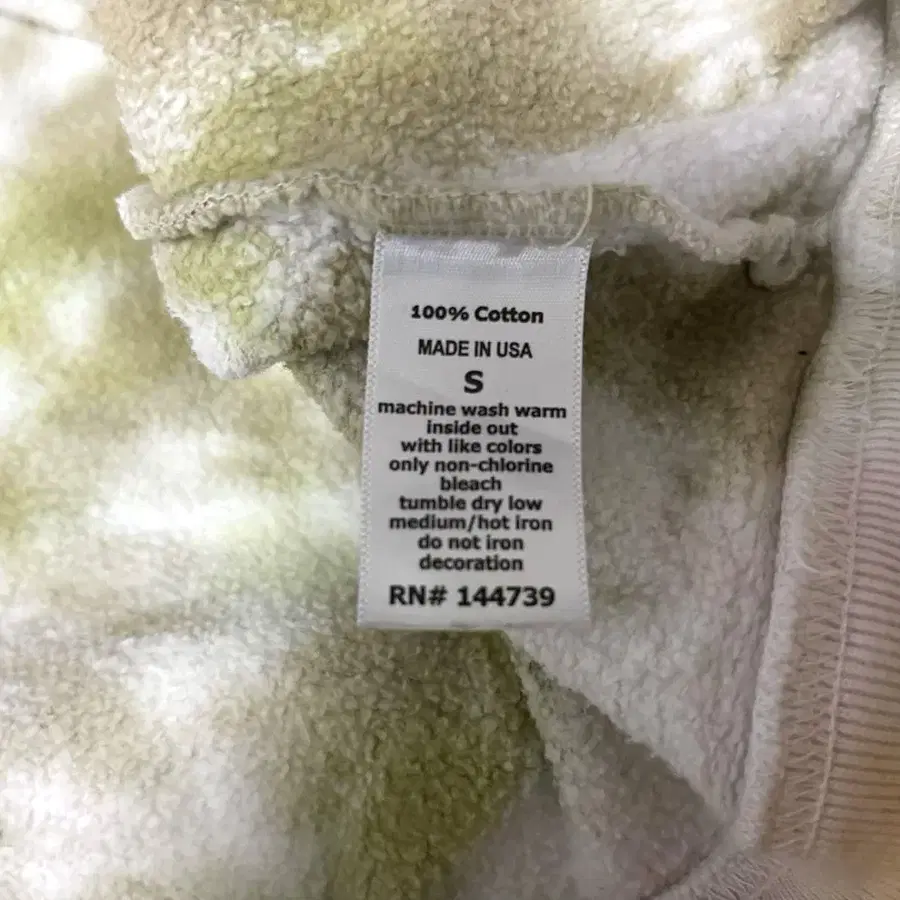 100% Cotton
MADE IN USA
S
machine wash warm
inside out
with like colors
only non-chlorine
bleach
tumble dry low
medium/hot iron
do not iron
decoration
RN# 144739